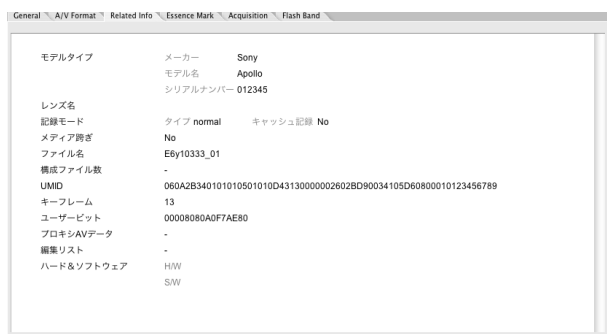 General A/V Format Related Info Essence Mark Acquisition Flash Band
モデルタイプ メーカー Sony
モデル名 Apollo
シリアルナンバー 012345
レンズ名
記録モード タイプ normal キャッシュ記録 No
メディア跨ぎ No
ファイル名 E6y10333_01
構成ファイル数 -
UMID 060A2B340101010501010D43130000002602BD90034105D60800010123456789
キーフレーム 13
ユーザービット 00008080A0F7AE80
プロキシAVデータ -
編集リスト -
ハード＆ソフトウェア H/W
S/W